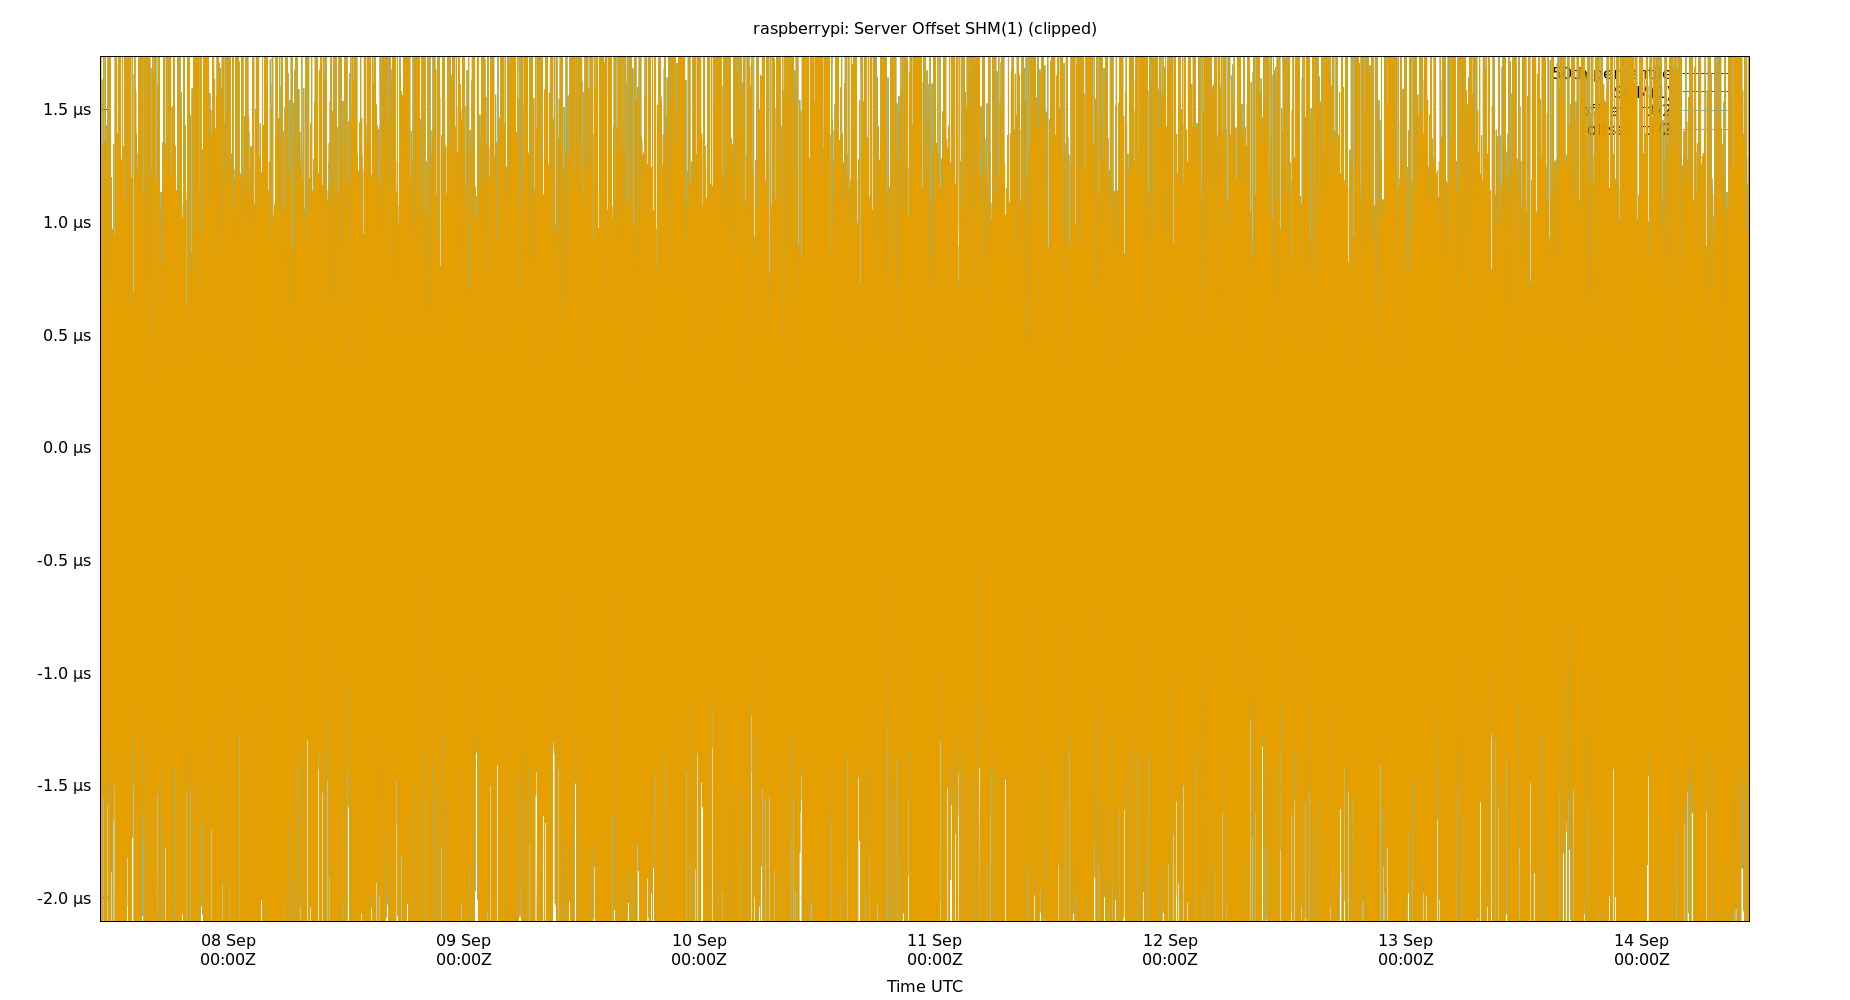 raspberrypi: Server Offset SHM(1) (clipped)
1.5 µs
1.0 µs
0.5 µs
0.0 µs
-0.5 µs
-1.0 µs
-1.5 µs
-2.0 µs
08 Sep 09 Sep 10 Sep 11 Sep 12 Sep 13 Sep 14 Sep
00:00Z 00:00Z 00:00Z 00:00Z 00:00Z 00:00Z 00:00Z
Time UTC